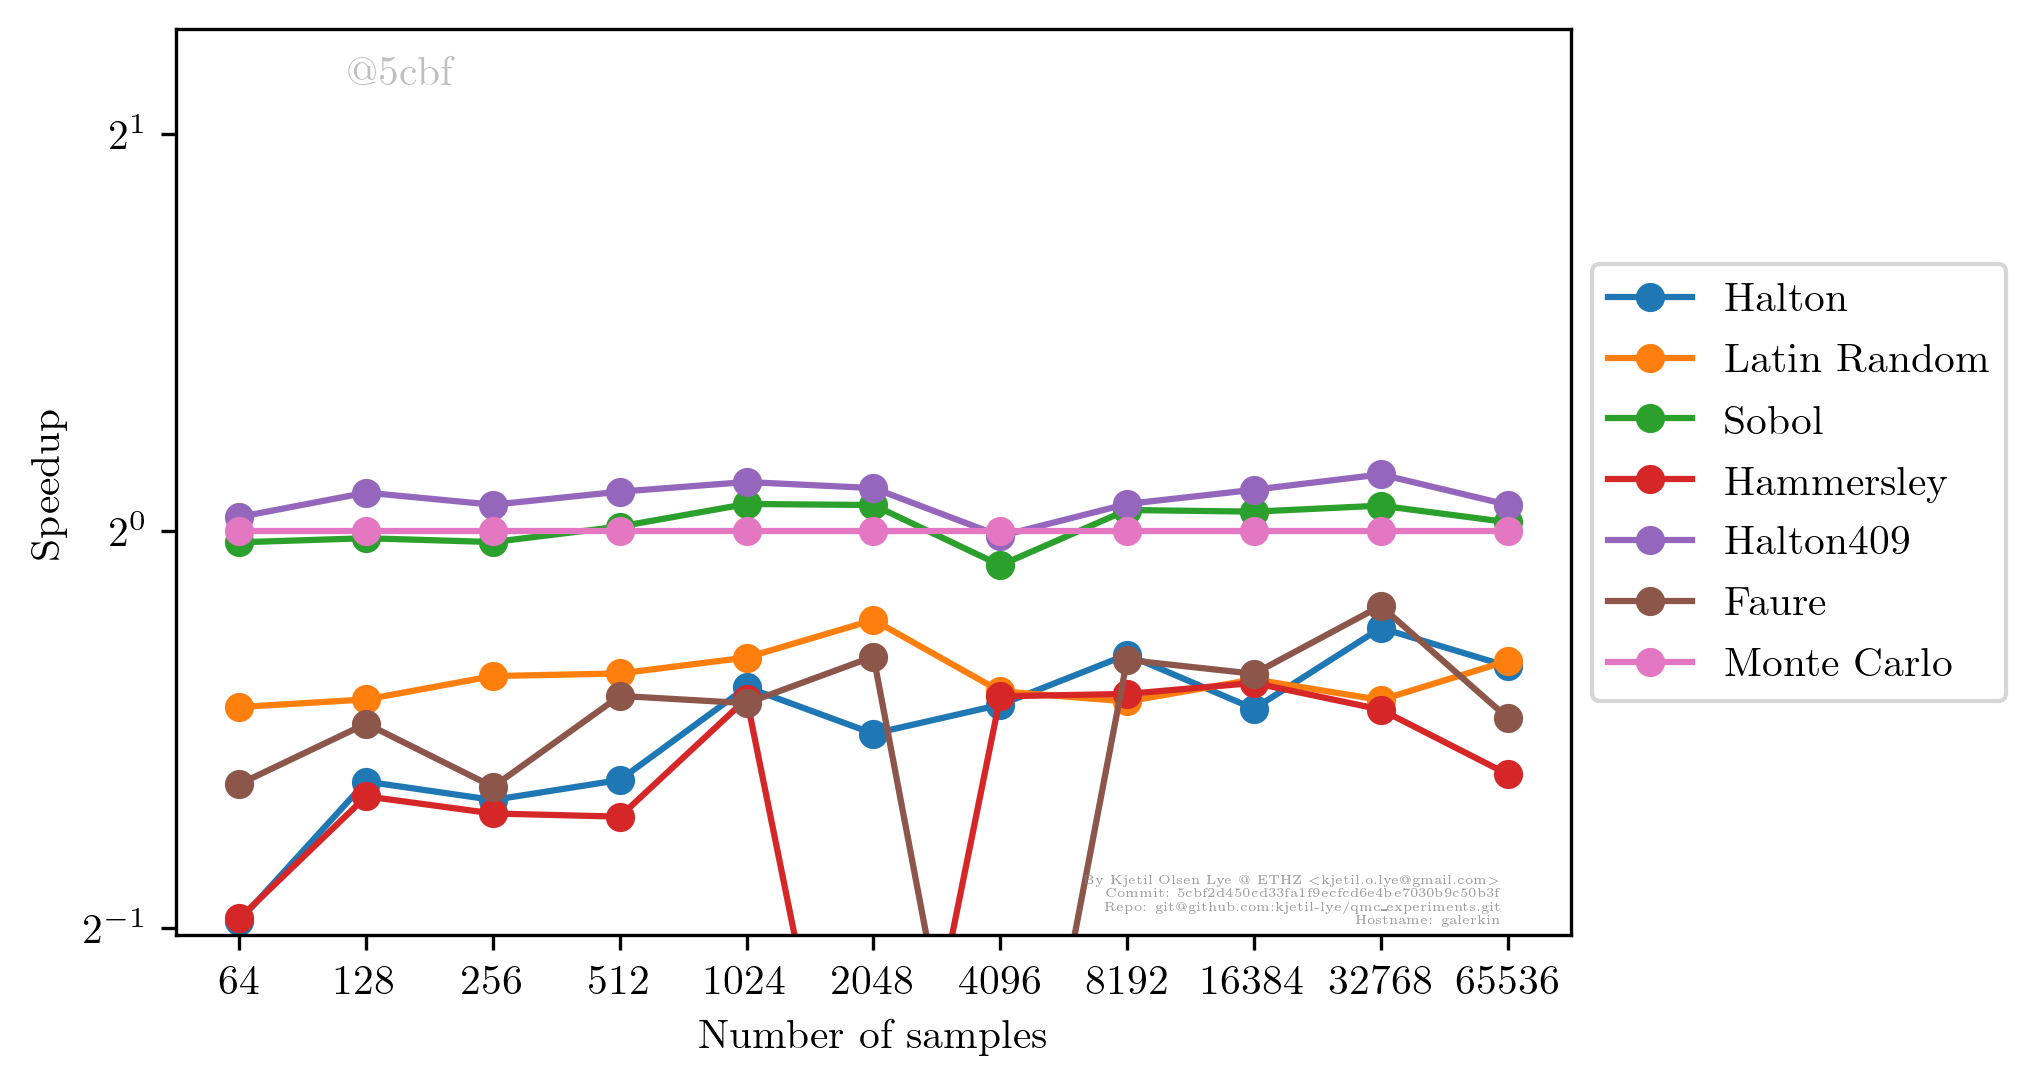 @5cbf
2^1
2^0
2^−1
Speedup
By Kjetil Olsen Lye @ ETHZ <kjetil.o.lye@gmail.com>
Commit: 5cbf2d450cd33fa1f9ecfcd6e4be7030b9c50b3f
Repo: git@github.com:kjetil-lye/qmc_experiments.git
Hostname: galerkin
64 128 256 512 1024 2048 4096 8192 16384 32768 65536
Number of samples
Halton
Latin Random
Sobol
Hammersley
Halton409
Faure
Monte Carlo